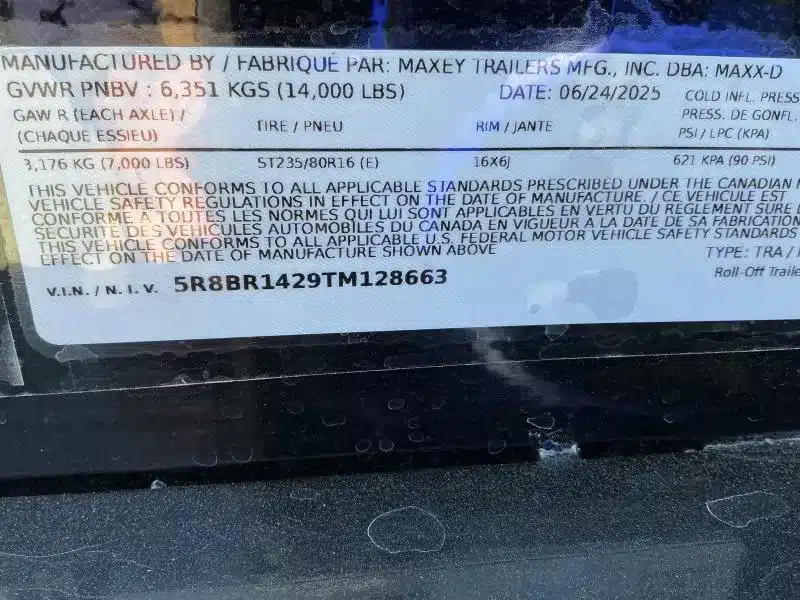 MANUFACTURED BY / FABRIQUE PAR: MAXEY TRAILERS MFG., INC. DBA: MAXX-D
GVWR PNBV : 6,351 KGS (14,000 LBS) DATE: 06/24/2025 COLD INFL. PRESS
GAW R (EACH AXLE) / (CHAQUE ESSIEU) TIRE / PNEU RIM / JANTE PRESS. DE GONFL. PSI / LPC (KPA)
3,176 KG (7,000 LBS) ST235/80R16 (E) 16X6J 621 KPA (90 PSI)
THIS VEHICLE CONFORMS TO ALL APPLICABLE STANDARDS PRESCRIBED UNDER THE CANADIAN
VEHICLE SAFETY REGULATIONS IN EFFECT ON THE DATE OF MANUFACTURE. / CE VEHICULE EST
CONFORME A TOUTES LES NORMES QUI LUI SONT APPLICABLES EN VERTU DU REGLEMENT SURE
SECURITE DES VEHICULES AUTOMOBILES DU CANADA EN VIGUEUR A LA DATE DE SA FABRICATION
THIS VEHICLE CONFORMS TO ALL APPLICABLE U.S. FEDERAL MOTOR VEHICLE SAFETY STANDARDS
EFFECT ON THE DATE OF MANUFACTURE SHOWN ABOVE TYPE: TRA /
V.I.N. / N. I. V. 5R8BR1429TM128663 Roll-Off Traile